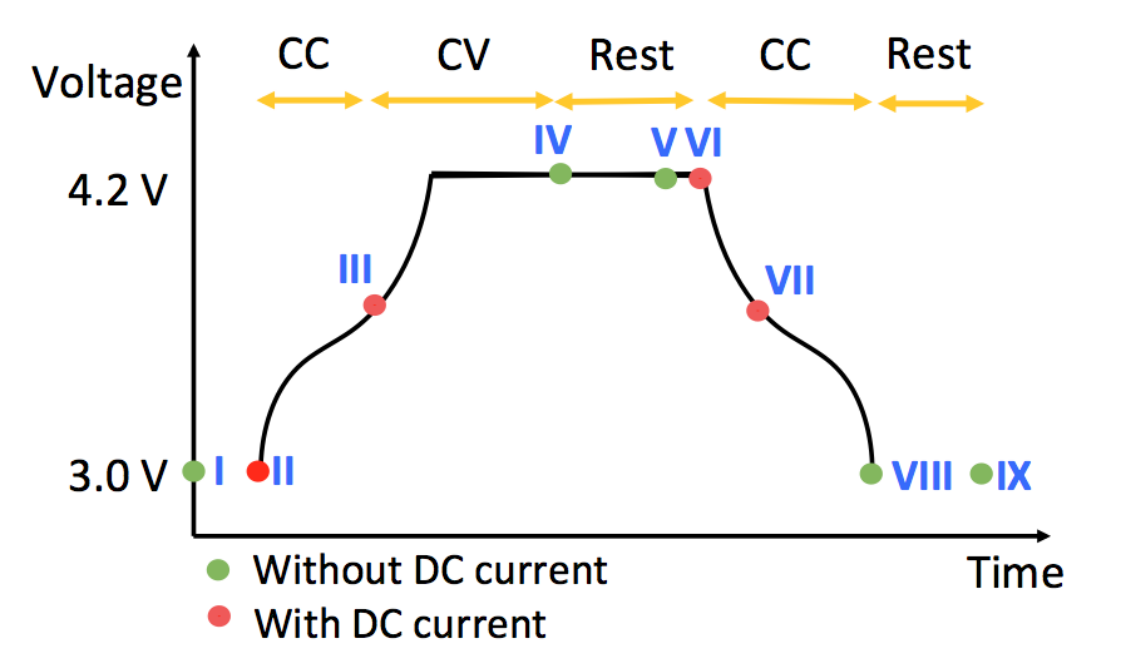 CC CV Rest CC Rest
Voltage
IV V VI
4.2 V
III VII
3.0 V I II VIII IX
Without DC current
Time
With DC current